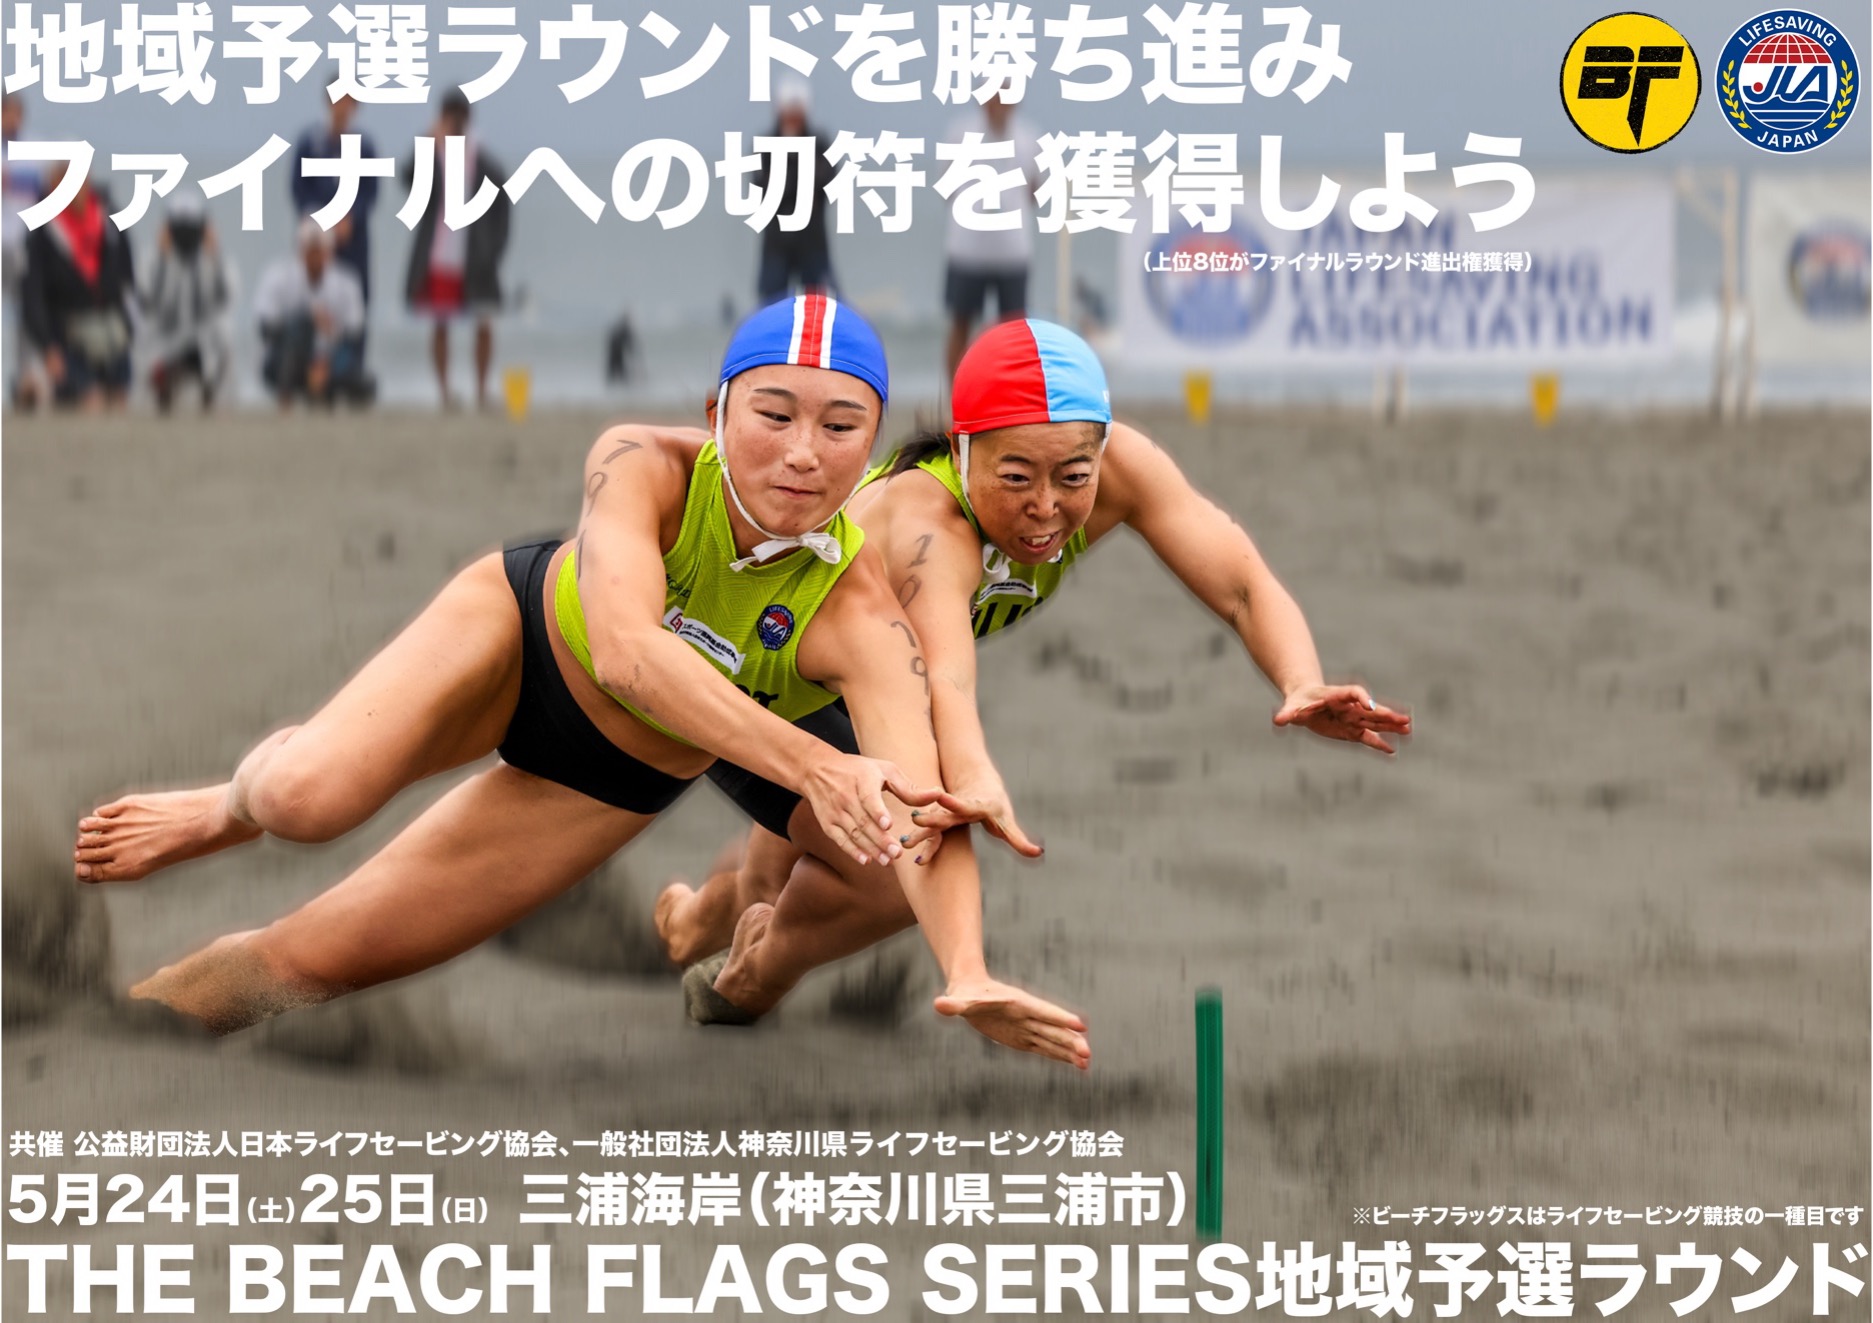 地域予選ラウンドを勝ち進み
ファイナルへの切符を獲得しよう
(上位8位がファイナルラウンド進出権獲得)
BF
LIFESAVING
JLA
JAPAN
JAPAN
LIFESAVING
ASSOCIATION
791
LIFESAVING
JLA
共催 公益財団法人日本ライフセービング協会、一般社団法人神奈川県ライフセービング協会
5月24日(土)25日(日) 三浦海岸(神奈川県三浦市)
※ビーチフラッグスはライフセービング競技の一種目です
THE BEACH FLAGS SERIES地域予選ラウンド